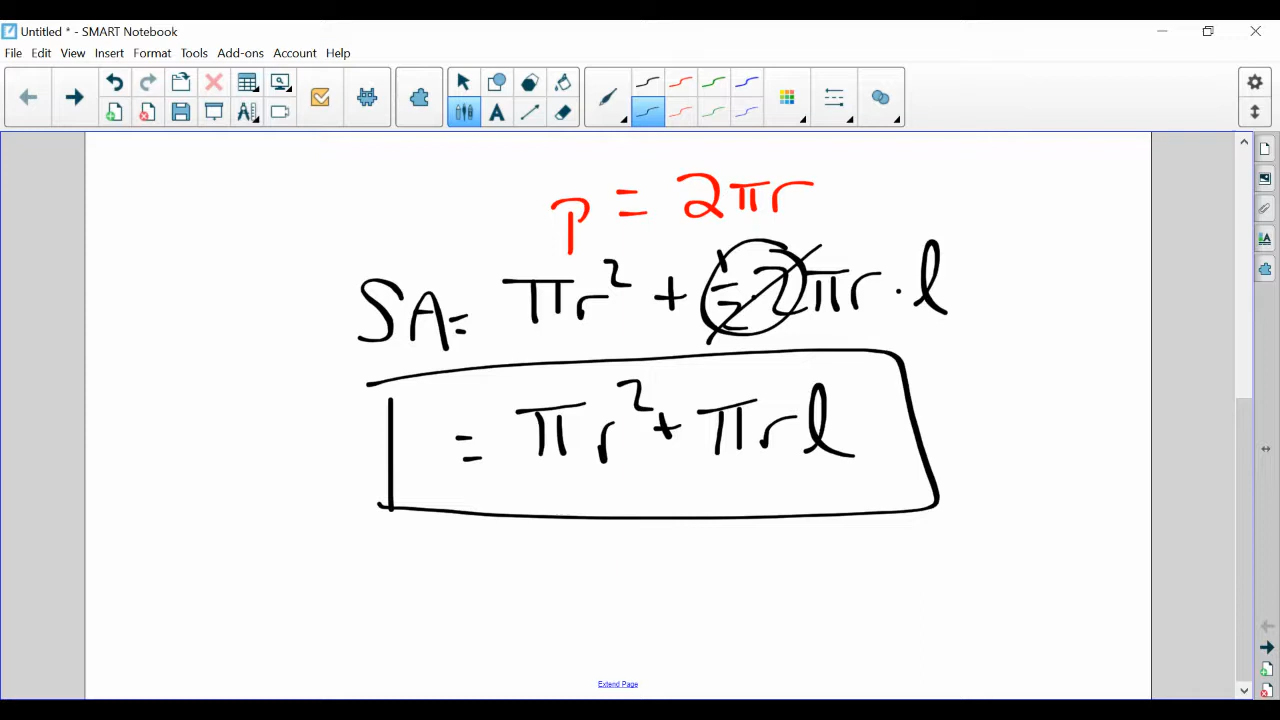 Untitled * - SMART Notebook
File Edit View Insert Format Tools Add-ons Account Help
P = 2πr
SA= πr² + ½·2πr · l
= πr² + πrl
Extend Page